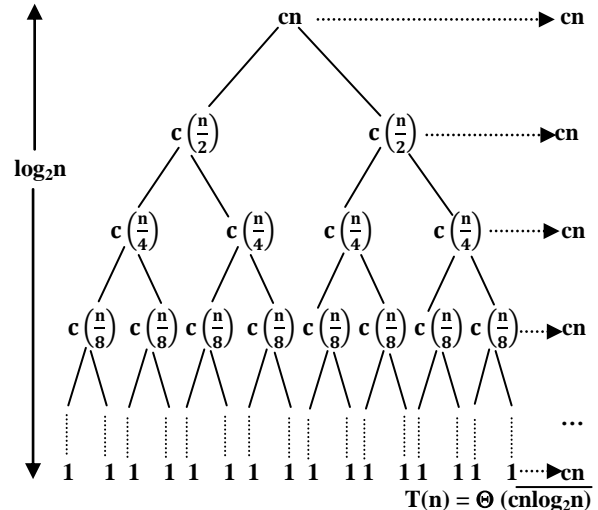 cn cn
c (n/2) c (n/2) cn
log₂n
c (n/4) c (n/4) c (n/4) c (n/4) cn
c (n/8) c (n/8) c (n/8) c (n/8) c (n/8) c (n/8) c (n/8) c (n/8) cn
...
1 1 1 1 1 1 1 1 1 1 1 1 1 1 1 1 cn
T(n) = Θ (cnlog₂n)